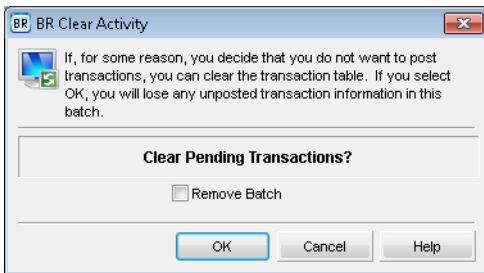 BR BR Clear Activity
If, for some reason, you decide that you do not want to post
transactions, you can clear the transaction table. If you select
OK, you will lose any unposted transaction information in this
batch.
Clear Pending Transactions?
Remove Batch
OK Cancel Help